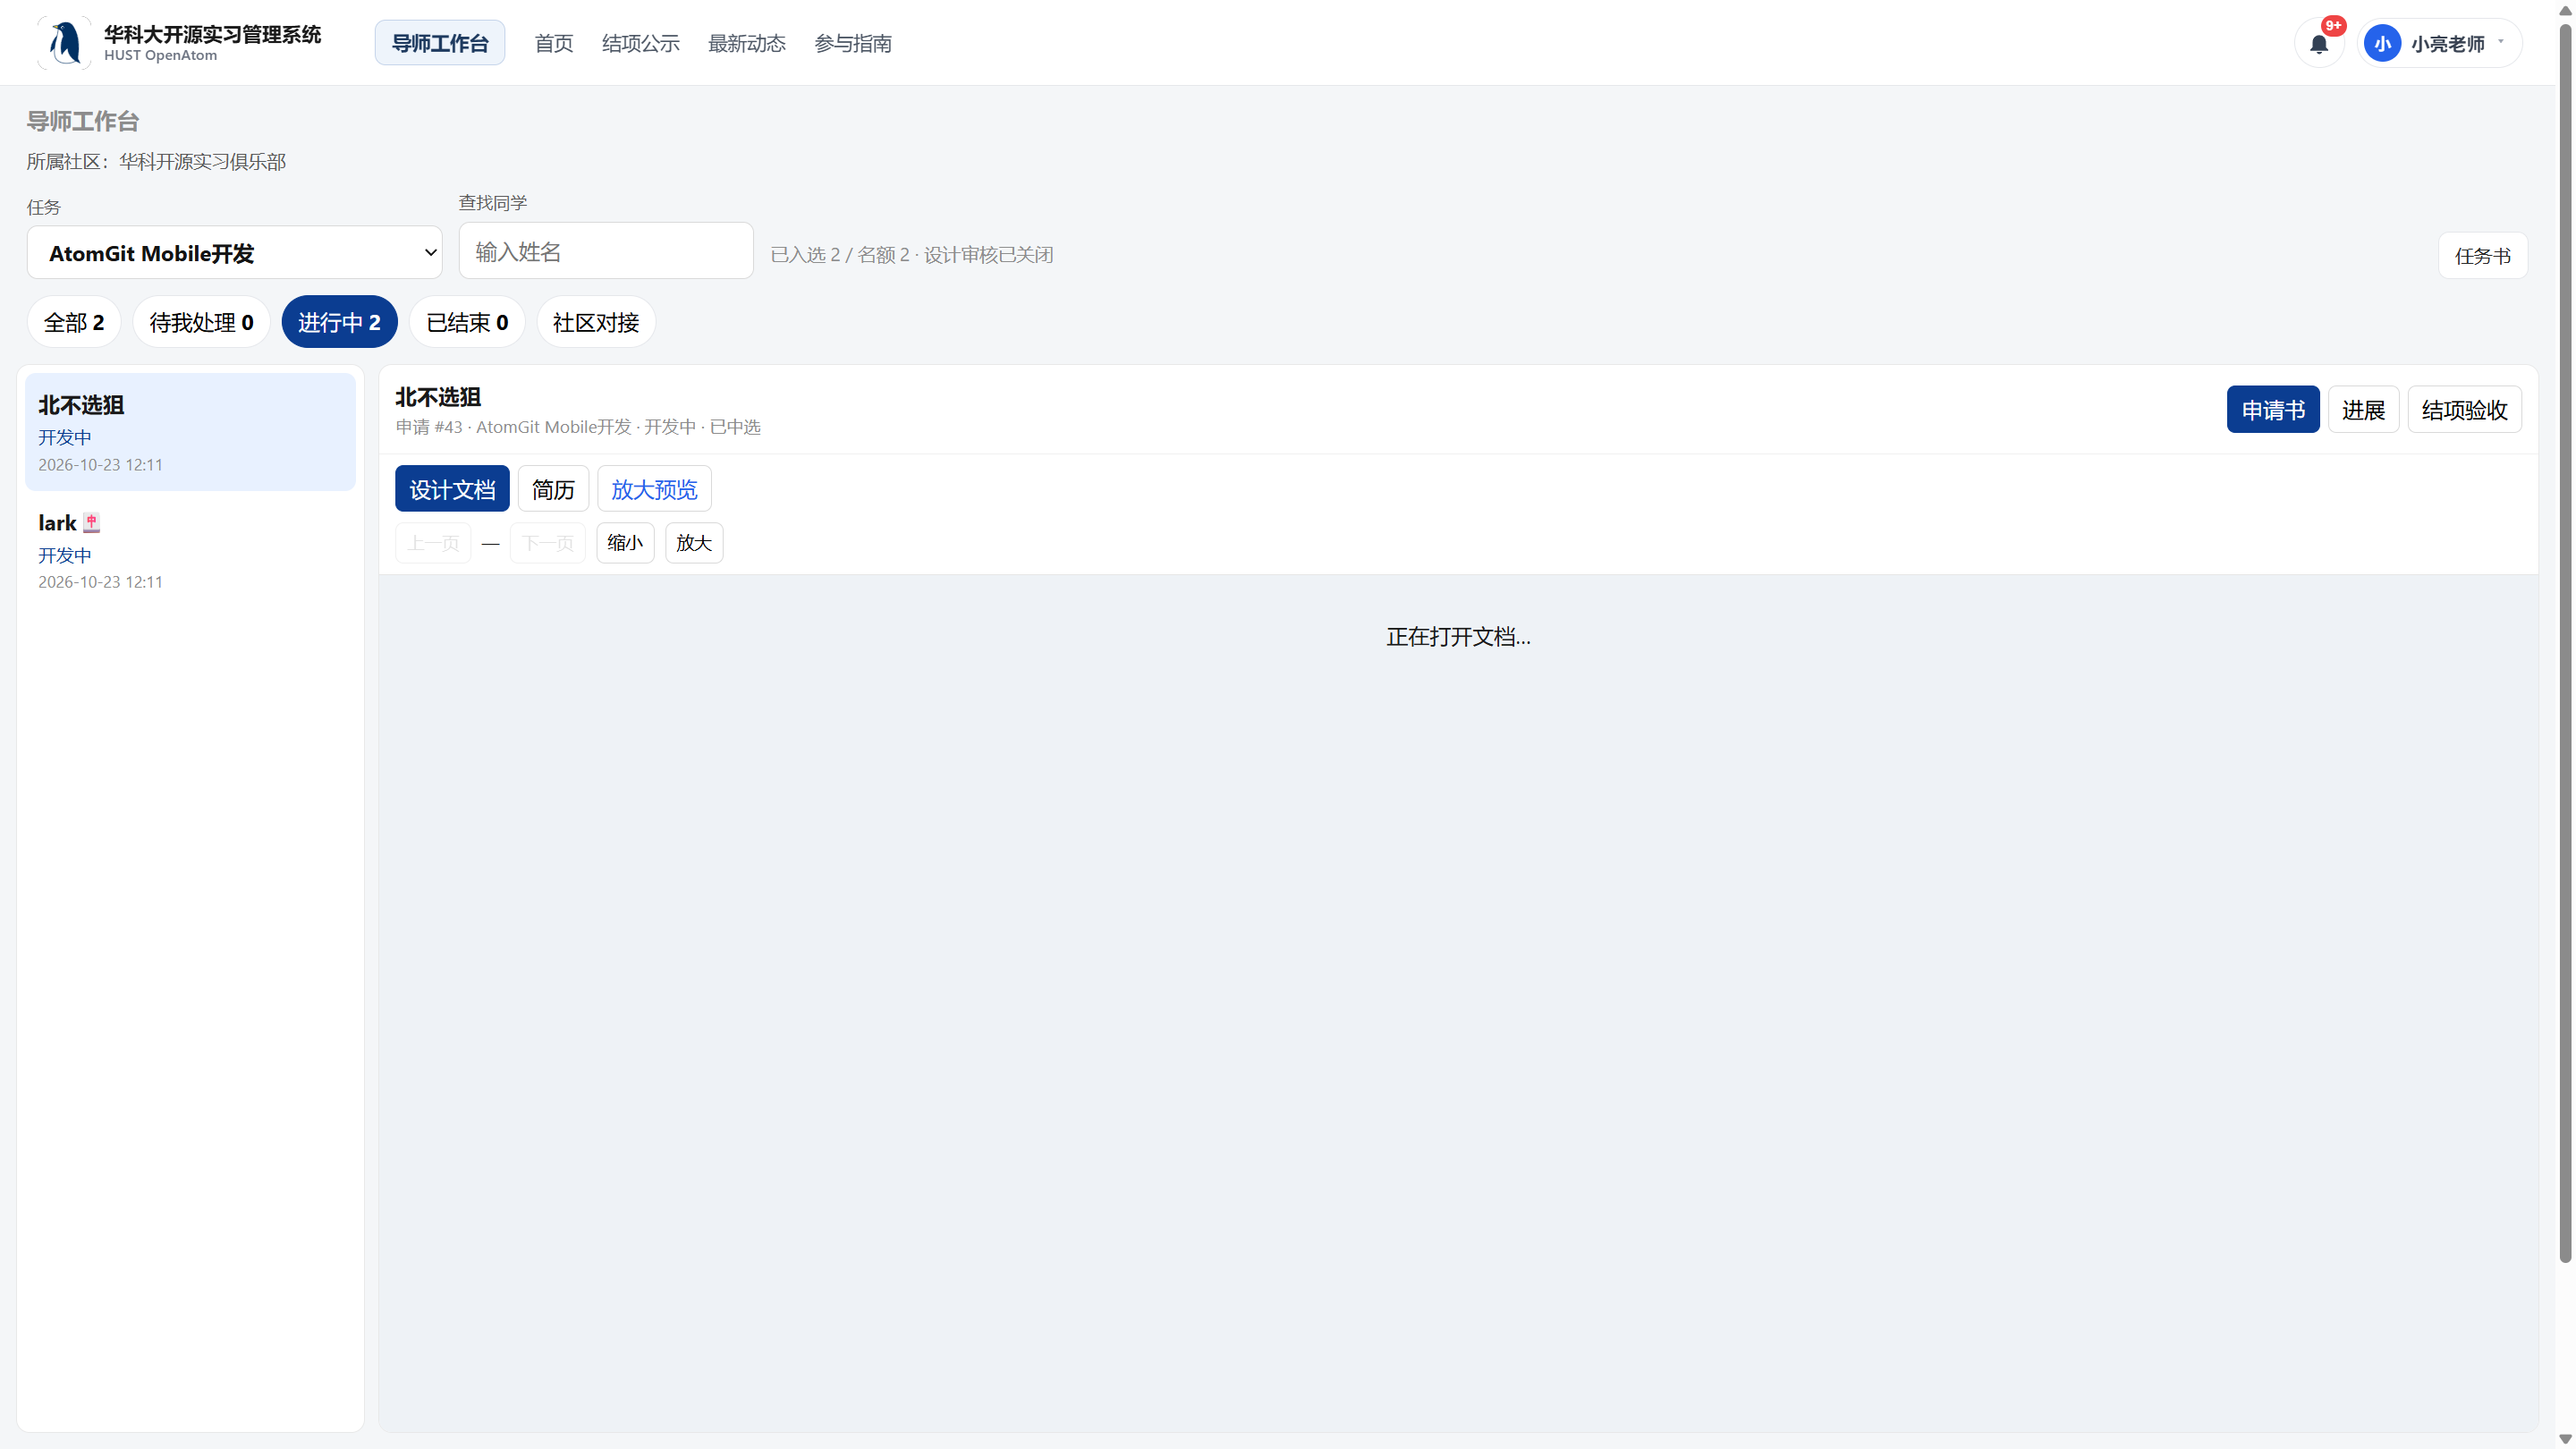 华科大开源实习管理系统
HUST OpenAtom
导师工作台 首页 结项公示 最新动态 参与指南
9+
小 小亮老师
导师工作台
所属社区：华科开源实习俱乐部
任务
查找同学
AtomGit Mobile开发
输入姓名
已入选 2 / 名额 2 · 设计审核已关闭
任务书
全部 2 待我处理 0 进行中 2 已结束 0 社区对接
北不选狙
开发中
2026-10-23 12:11
lark 🀄
开发中
2026-10-23 12:11
北不选狙
申请 #43 · AtomGit Mobile开发 · 开发中 · 已中选
申请书 进展 结项验收
设计文档 简历 放大预览
上一页 — 下一页 缩小 放大
正在打开文档...